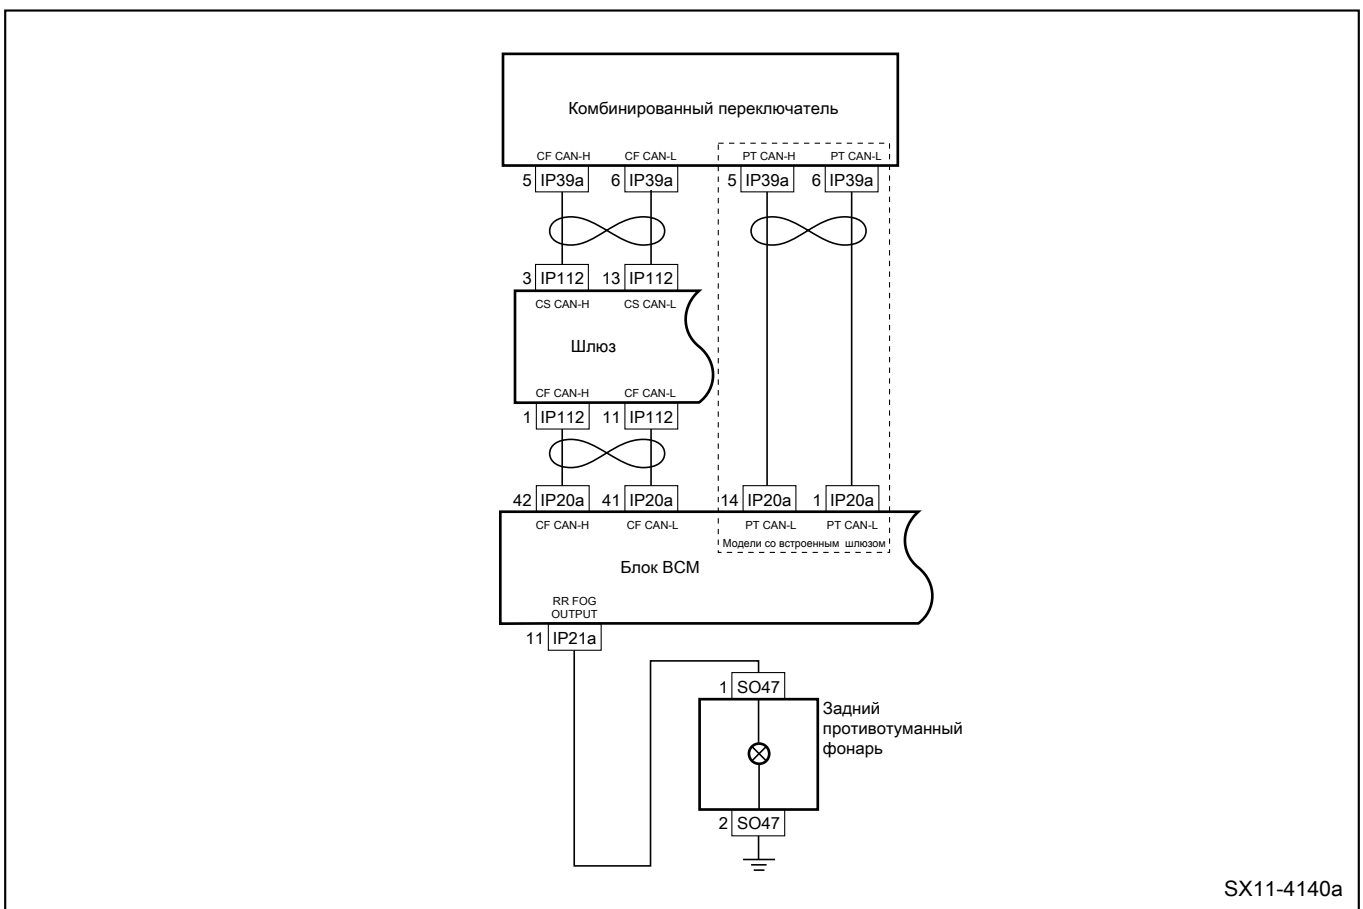 Комбинированный переключатель
CF CAN-H CF CAN-L PT CAN-H PT CAN-L
5 IP39a 6 IP39a 5 IP39a 6 IP39a
3 IP112 13 IP112
CS CAN-H CS CAN-L
Шлюз
CF CAN-H CF CAN-L
1 IP112 11 IP112
42 IP20a 41 IP20a 14 IP20a 1 IP20a
CF CAN-H CF CAN-L PT CAN-L PT CAN-L
Модели со встроенным шлюзом
Блок BCM
RR FOG
OUTPUT
11 IP21a
1 SO47
Задний
противотуманный
фонарь
2 SO47
SX11-4140a